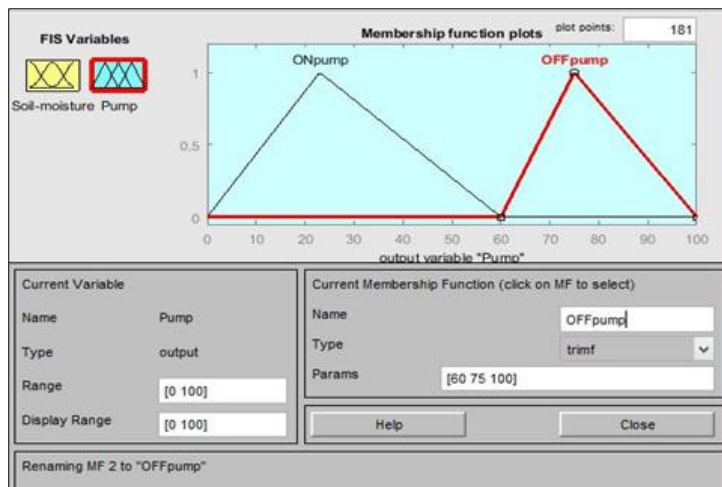 FIS Variables
Membership function plots
plot points:
181
Soil-moisture
Pump
ONpump
OFFpump
1
0.5
0
0 10 20 30 40 50 60 70 80 90 100
output variable "Pump"
Current Variable
Name
Pump
Type
output
Range
[0 100]
Display Range
[0 100]
Current Membership Function (click on MF to select)
Name
OFFpump
Type
trimf
Params
[60 75 100]
Help
Close
Renaming MF 2 to "OFFpump"